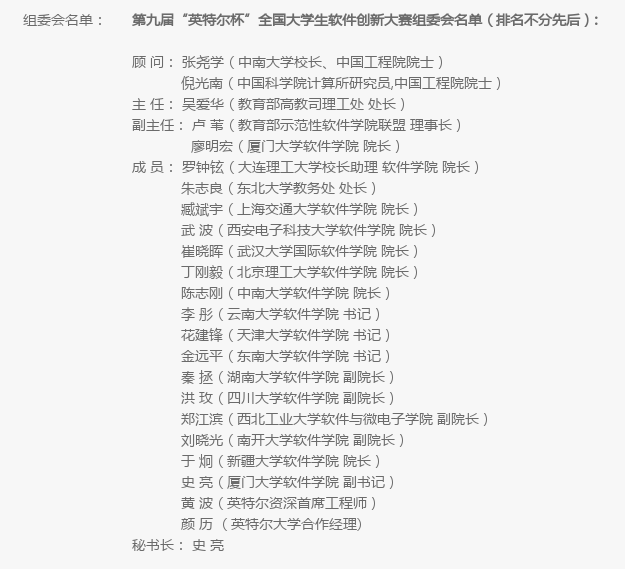 组委会名单： 第九届“英特尔杯”全国大学生软件创新大赛组委会名单（排名不分先后）：
顾 问： 张尧学（中南大学校长、中国工程院院士）
倪光南（中国科学院计算所研究员,中国工程院院士）
主 任： 吴爱华（教育部高教司理工处 处长）
副主任： 卢 苇（教育部示范性软件学院联盟 理事长）
廖明宏（厦门大学软件学院 院长）
成 员： 罗钟铉（大连理工大学校长助理 软件学院 院长）
朱志良（东北大学教务处 处长）
臧斌宇（上海交通大学软件学院 院长）
武 波（西安电子科技大学软件学院 院长）
崔晓晖（武汉大学国际软件学院 院长）
丁刚毅（北京理工大学软件学院 院长）
陈志刚（中南大学软件学院 院长）
李 彤（云南大学软件学院 书记）
花建锋（天津大学软件学院 书记）
金远平（东南大学软件学院 书记）
秦 拯（湖南大学软件学院 副院长）
洪 玫（四川大学软件学院 副院长）
郑江滨（西北工业大学软件与微电子学院 副院长）
刘晓光（南开大学软件学院 副院长）
于 炯（新疆大学软件学院 院长）
史 亮（厦门大学软件学院 副书记）
黄 波（英特尔资深首席工程师）
颜 历 （英特尔大学合作经理)
秘书长： 史 亮